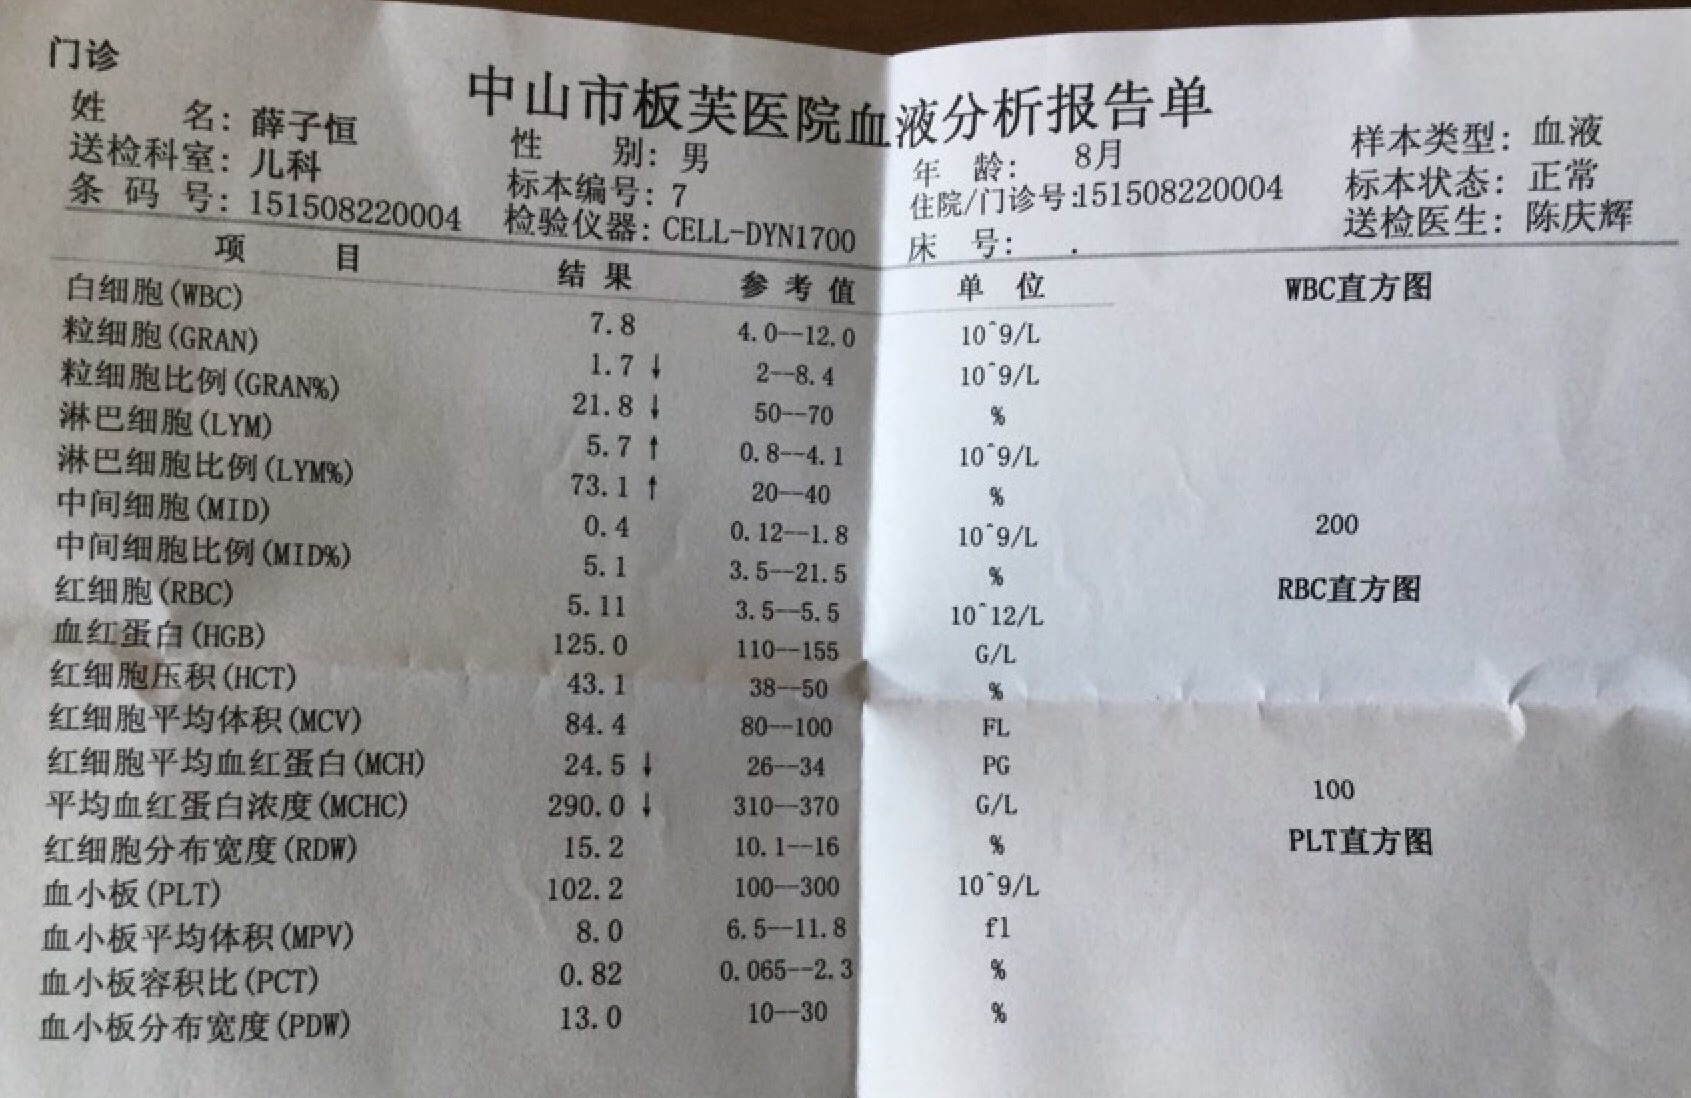 门诊
中山市板芙医院血液分析报告单
姓 名: 薛子恒 性 别: 男 年 龄: 8月 样本类型: 血液
送检科室: 儿科 标本编号: 7 住院/门诊号:151508220004 标本状态: 正常
条 码 号: 151508220004 检验仪器: CELL-DYN1700 床 号: . 送检医生: 陈庆辉
项 目 结 果 参 考 值 单 位 WBC直方图
白细胞(WBC) 7.8 4.0--12.0 10^9/L
粒细胞(GRAN) 1.7 ↓ 2--8.4 10^9/L
粒细胞比例(GRAN%) 21.8 ↓ 50--70 %
淋巴细胞(LYM) 5.7 ↑ 0.8--4.1 10^9/L
淋巴细胞比例(LYM%) 73.1 ↑ 20--40 %
中间细胞(MID) 0.4 0.12--1.8 10^9/L 200
中间细胞比例(MID%) 5.1 3.5--21.5 % RBC直方图
红细胞(RBC) 5.11 3.5--5.5 10^12/L
血红蛋白(HGB) 125.0 110--155 G/L
红细胞压积(HCT) 43.1 38--50 %
红细胞平均体积(MCV) 84.4 80--100 FL
红细胞平均血红蛋白(MCH) 24.5 ↓ 26--34 PG
平均血红蛋白浓度(MCHC) 290.0 ↓ 310--370 G/L 100
红细胞分布宽度(RDW) 15.2 10.1--16 % PLT直方图
血小板(PLT) 102.2 100--300 10^9/L
血小板平均体积(MPV) 8.0 6.5--11.8 fl
血小板容积比(PCT) 0.82 0.065--2.3 %
血小板分布宽度(PDW) 13.0 10--30 %